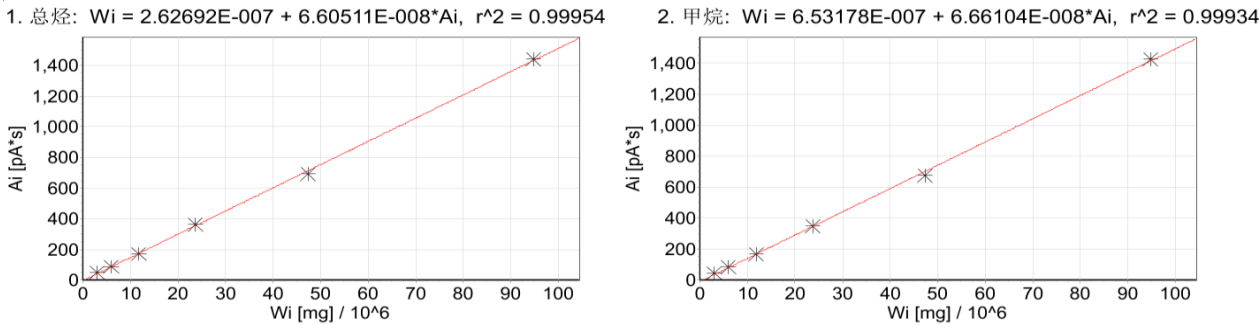 1. 总烃: Wi = 2.62692E-007 + 6.60511E-008*Ai, r^2 = 0.99954
Ai [pA*s]
1,400
1,200
1,000
800
600
400
200
0
0 10 20 30 40 50 60 70 80 90 100
Wi [mg] / 10^6
2. 甲烷: Wi = 6.53178E-007 + 6.66104E-008*Ai, r^2 = 0.99934
Ai [pA*s]
1,400
1,200
1,000
800
600
400
200
0
0 10 20 30 40 50 60 70 80 90 100
Wi [mg] / 10^6